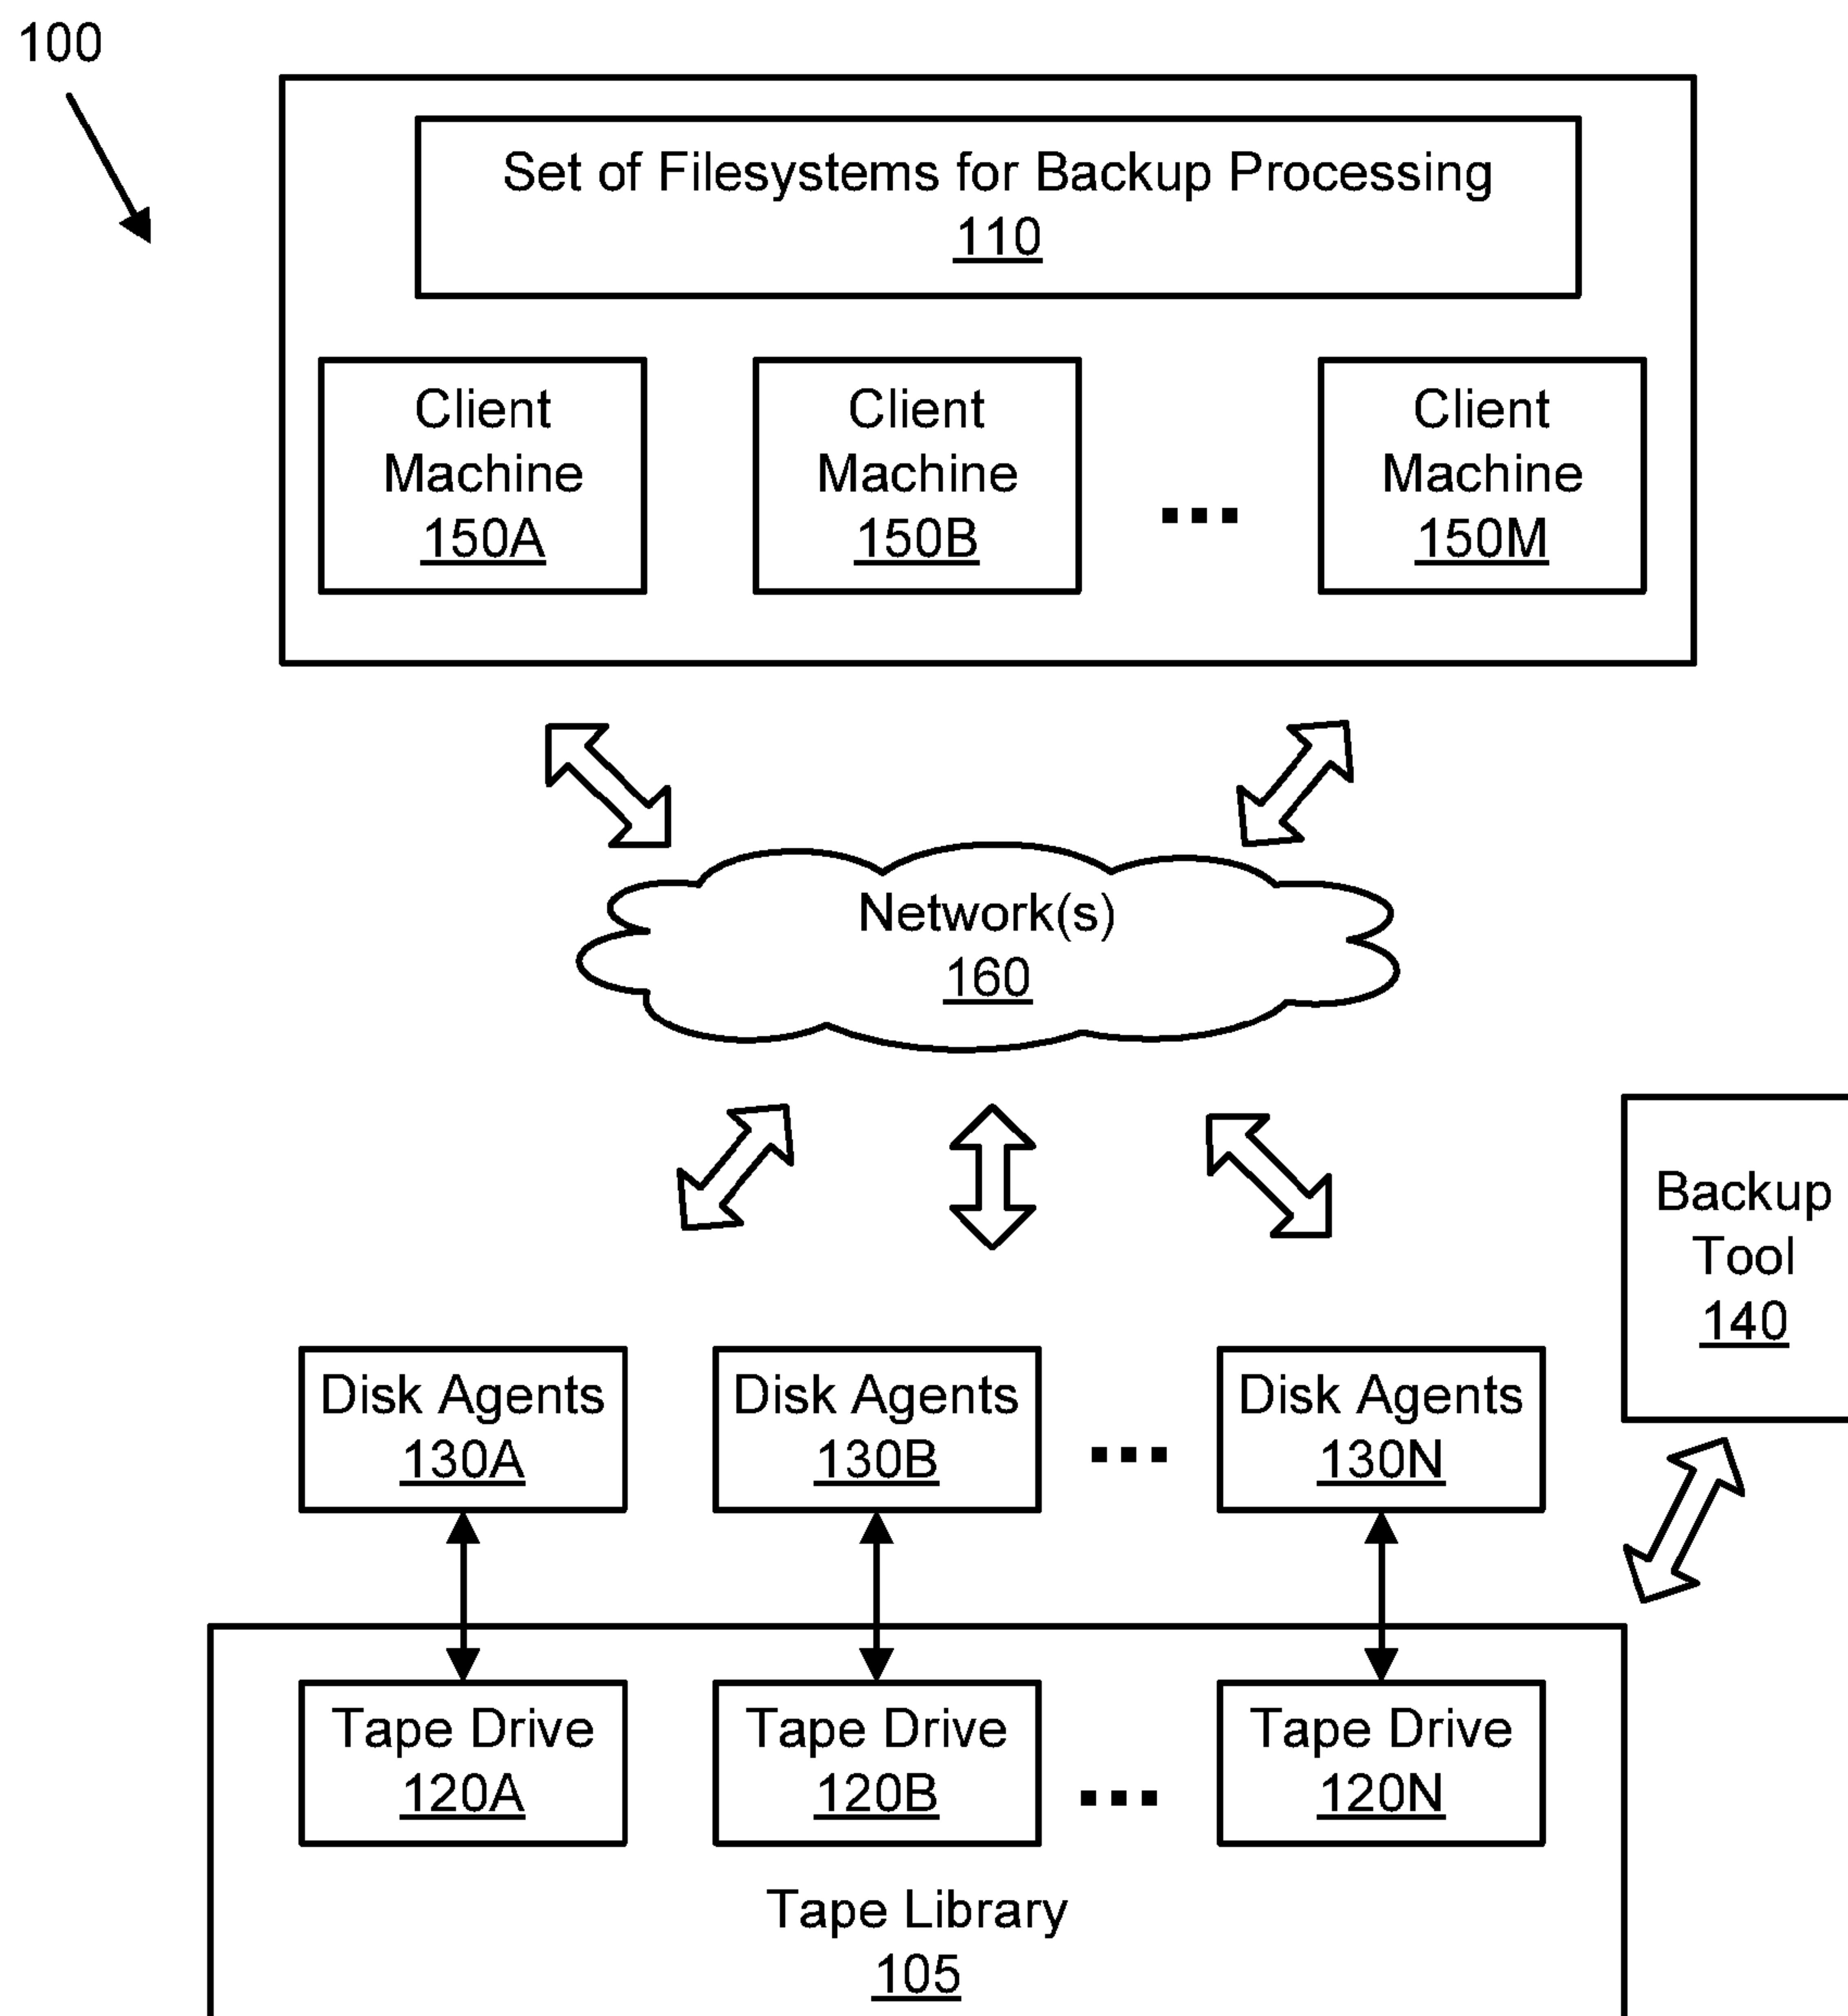 100
Set of Filesystems for Backup Processing
110
Client
Machine
150A
Client
Machine
150B
...
Client
Machine
150M
Network(s)
160
Backup
Tool
140
Disk Agents
130A
Disk Agents
130B
...
Disk Agents
130N
Tape Drive
120A
Tape Drive
120B
...
Tape Drive
120N
Tape Library
105